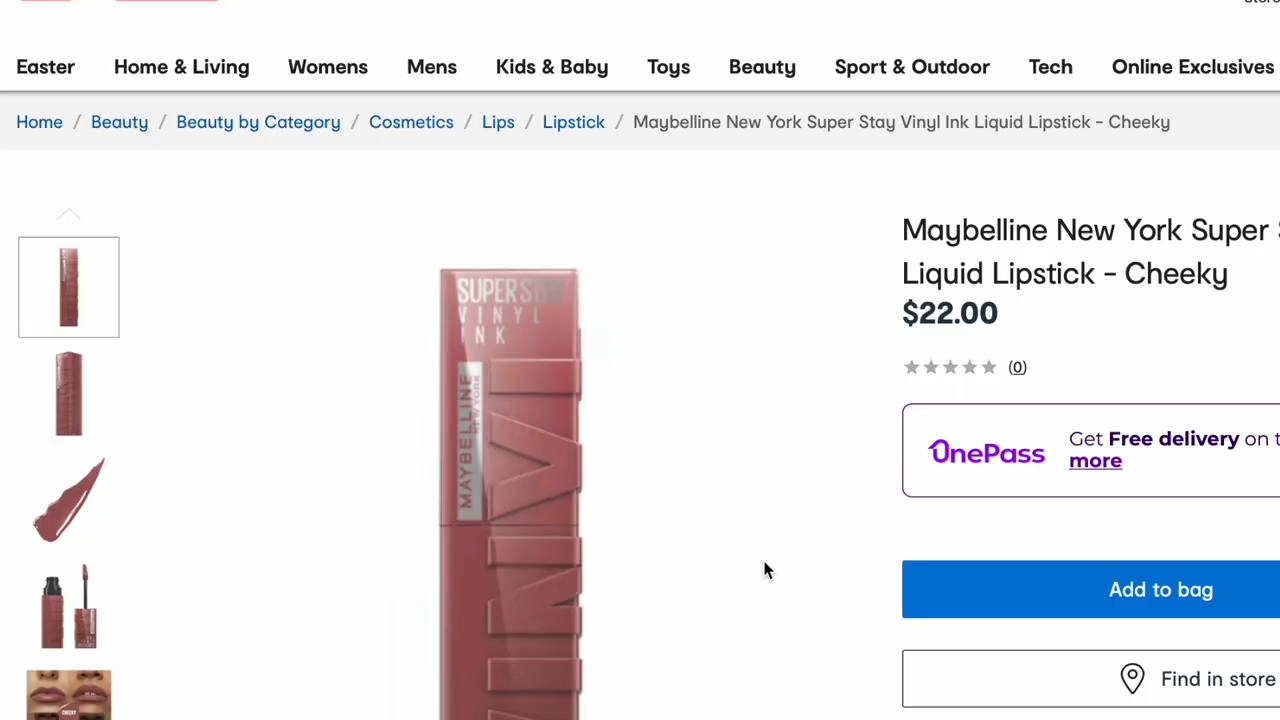 Easter Home & Living Womens Mens Kids & Baby Toys Beauty Sport & Outdoor Tech Online Exclusives
Home / Beauty / Beauty by Category / Cosmetics / Lips / Lipstick / Maybelline New York Super Stay Vinyl Ink Liquid Lipstick - Cheeky
SUPERSTAY
VINYL
INK
MAYBELLINE
NEW YORK
VINYL
Maybelline New York Super
Liquid Lipstick - Cheeky
$22.00
(0)
OnePass
Get Free delivery on
more
Add to bag
Find in store
CHEEKY